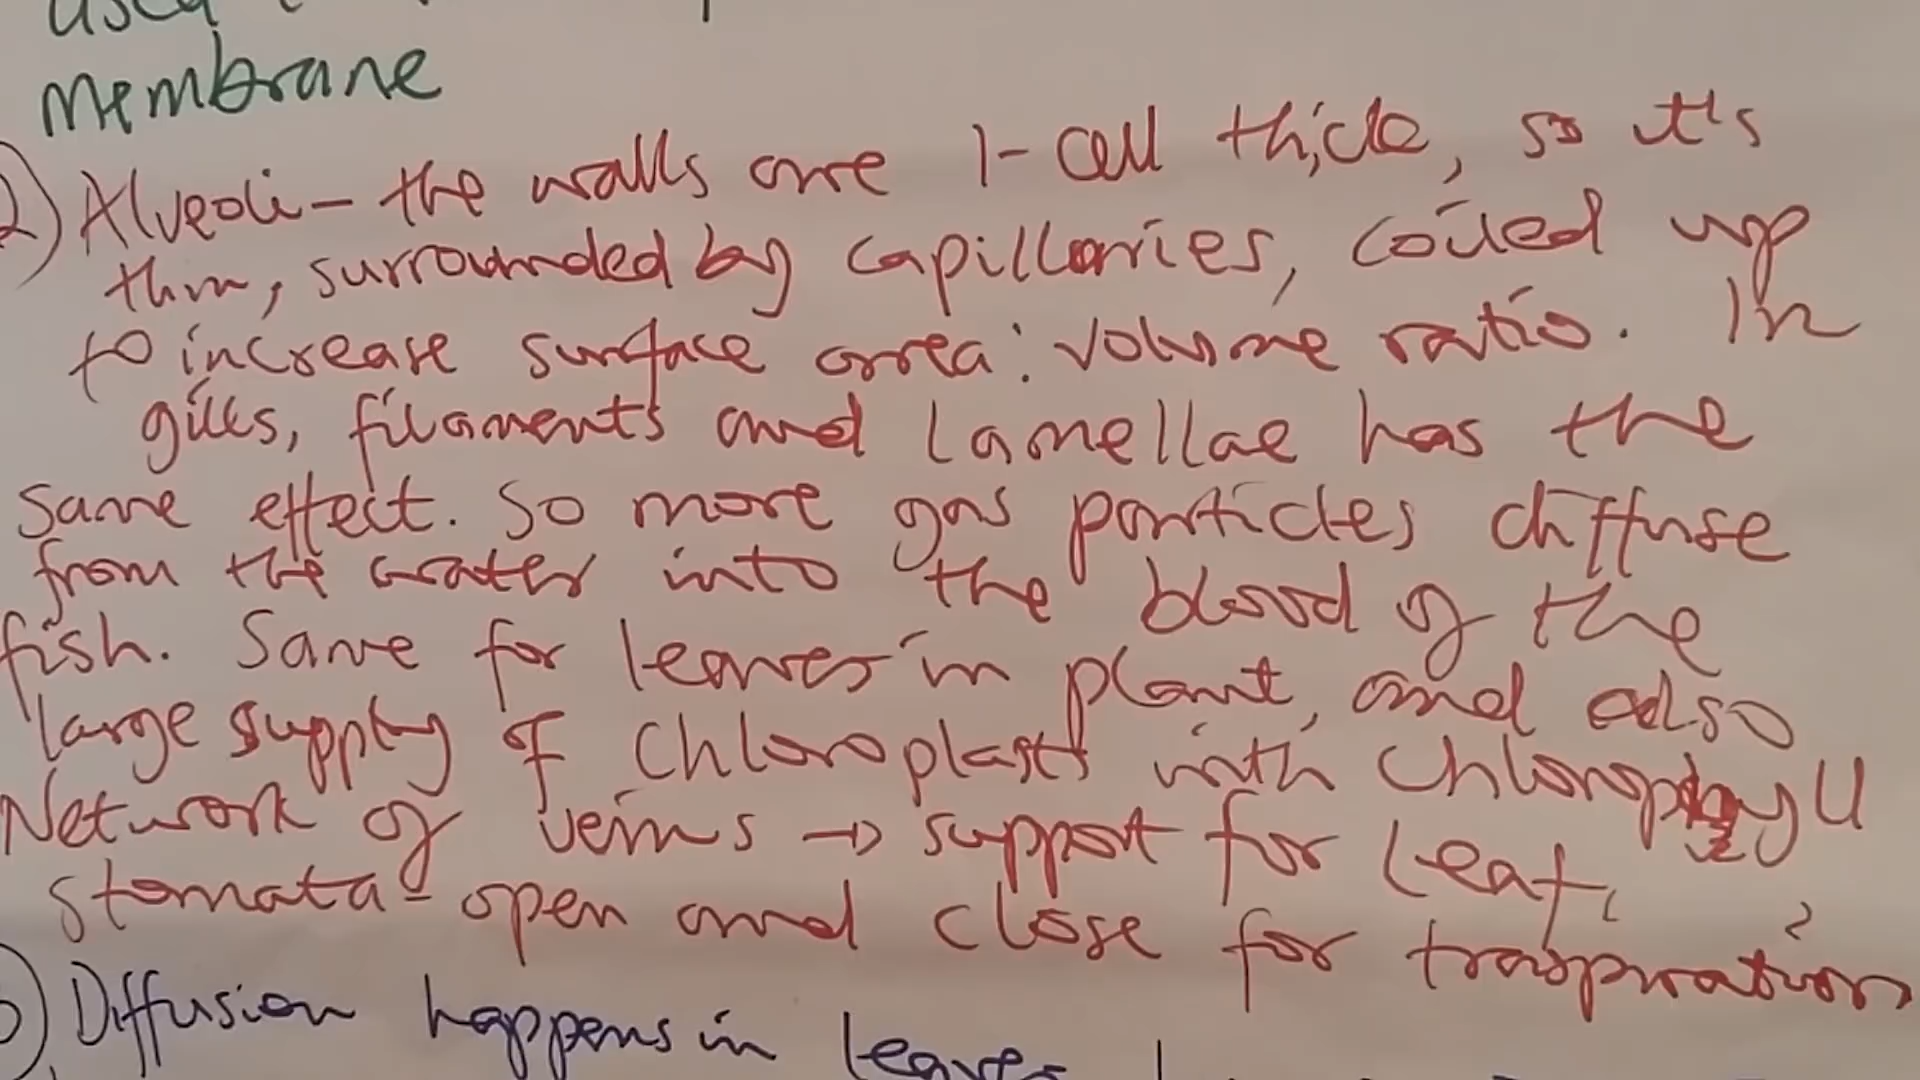 used
membrane
2) Alveoli - the walls are 1-cell thick, so it's
thin, surrounded by capillaries, coiled up
to increase surface area: volume ratio. In
gills, filaments and lamellae has the
same effect. So more gas particles diffuse
from the water into the blood of the
fish. Same for leaves in plant, and also
large supply of chloroplasts with chlorophyll
Network of veins → support for leaf,
stomata - open and close for traspiration ?
Diffusion happens in leaves